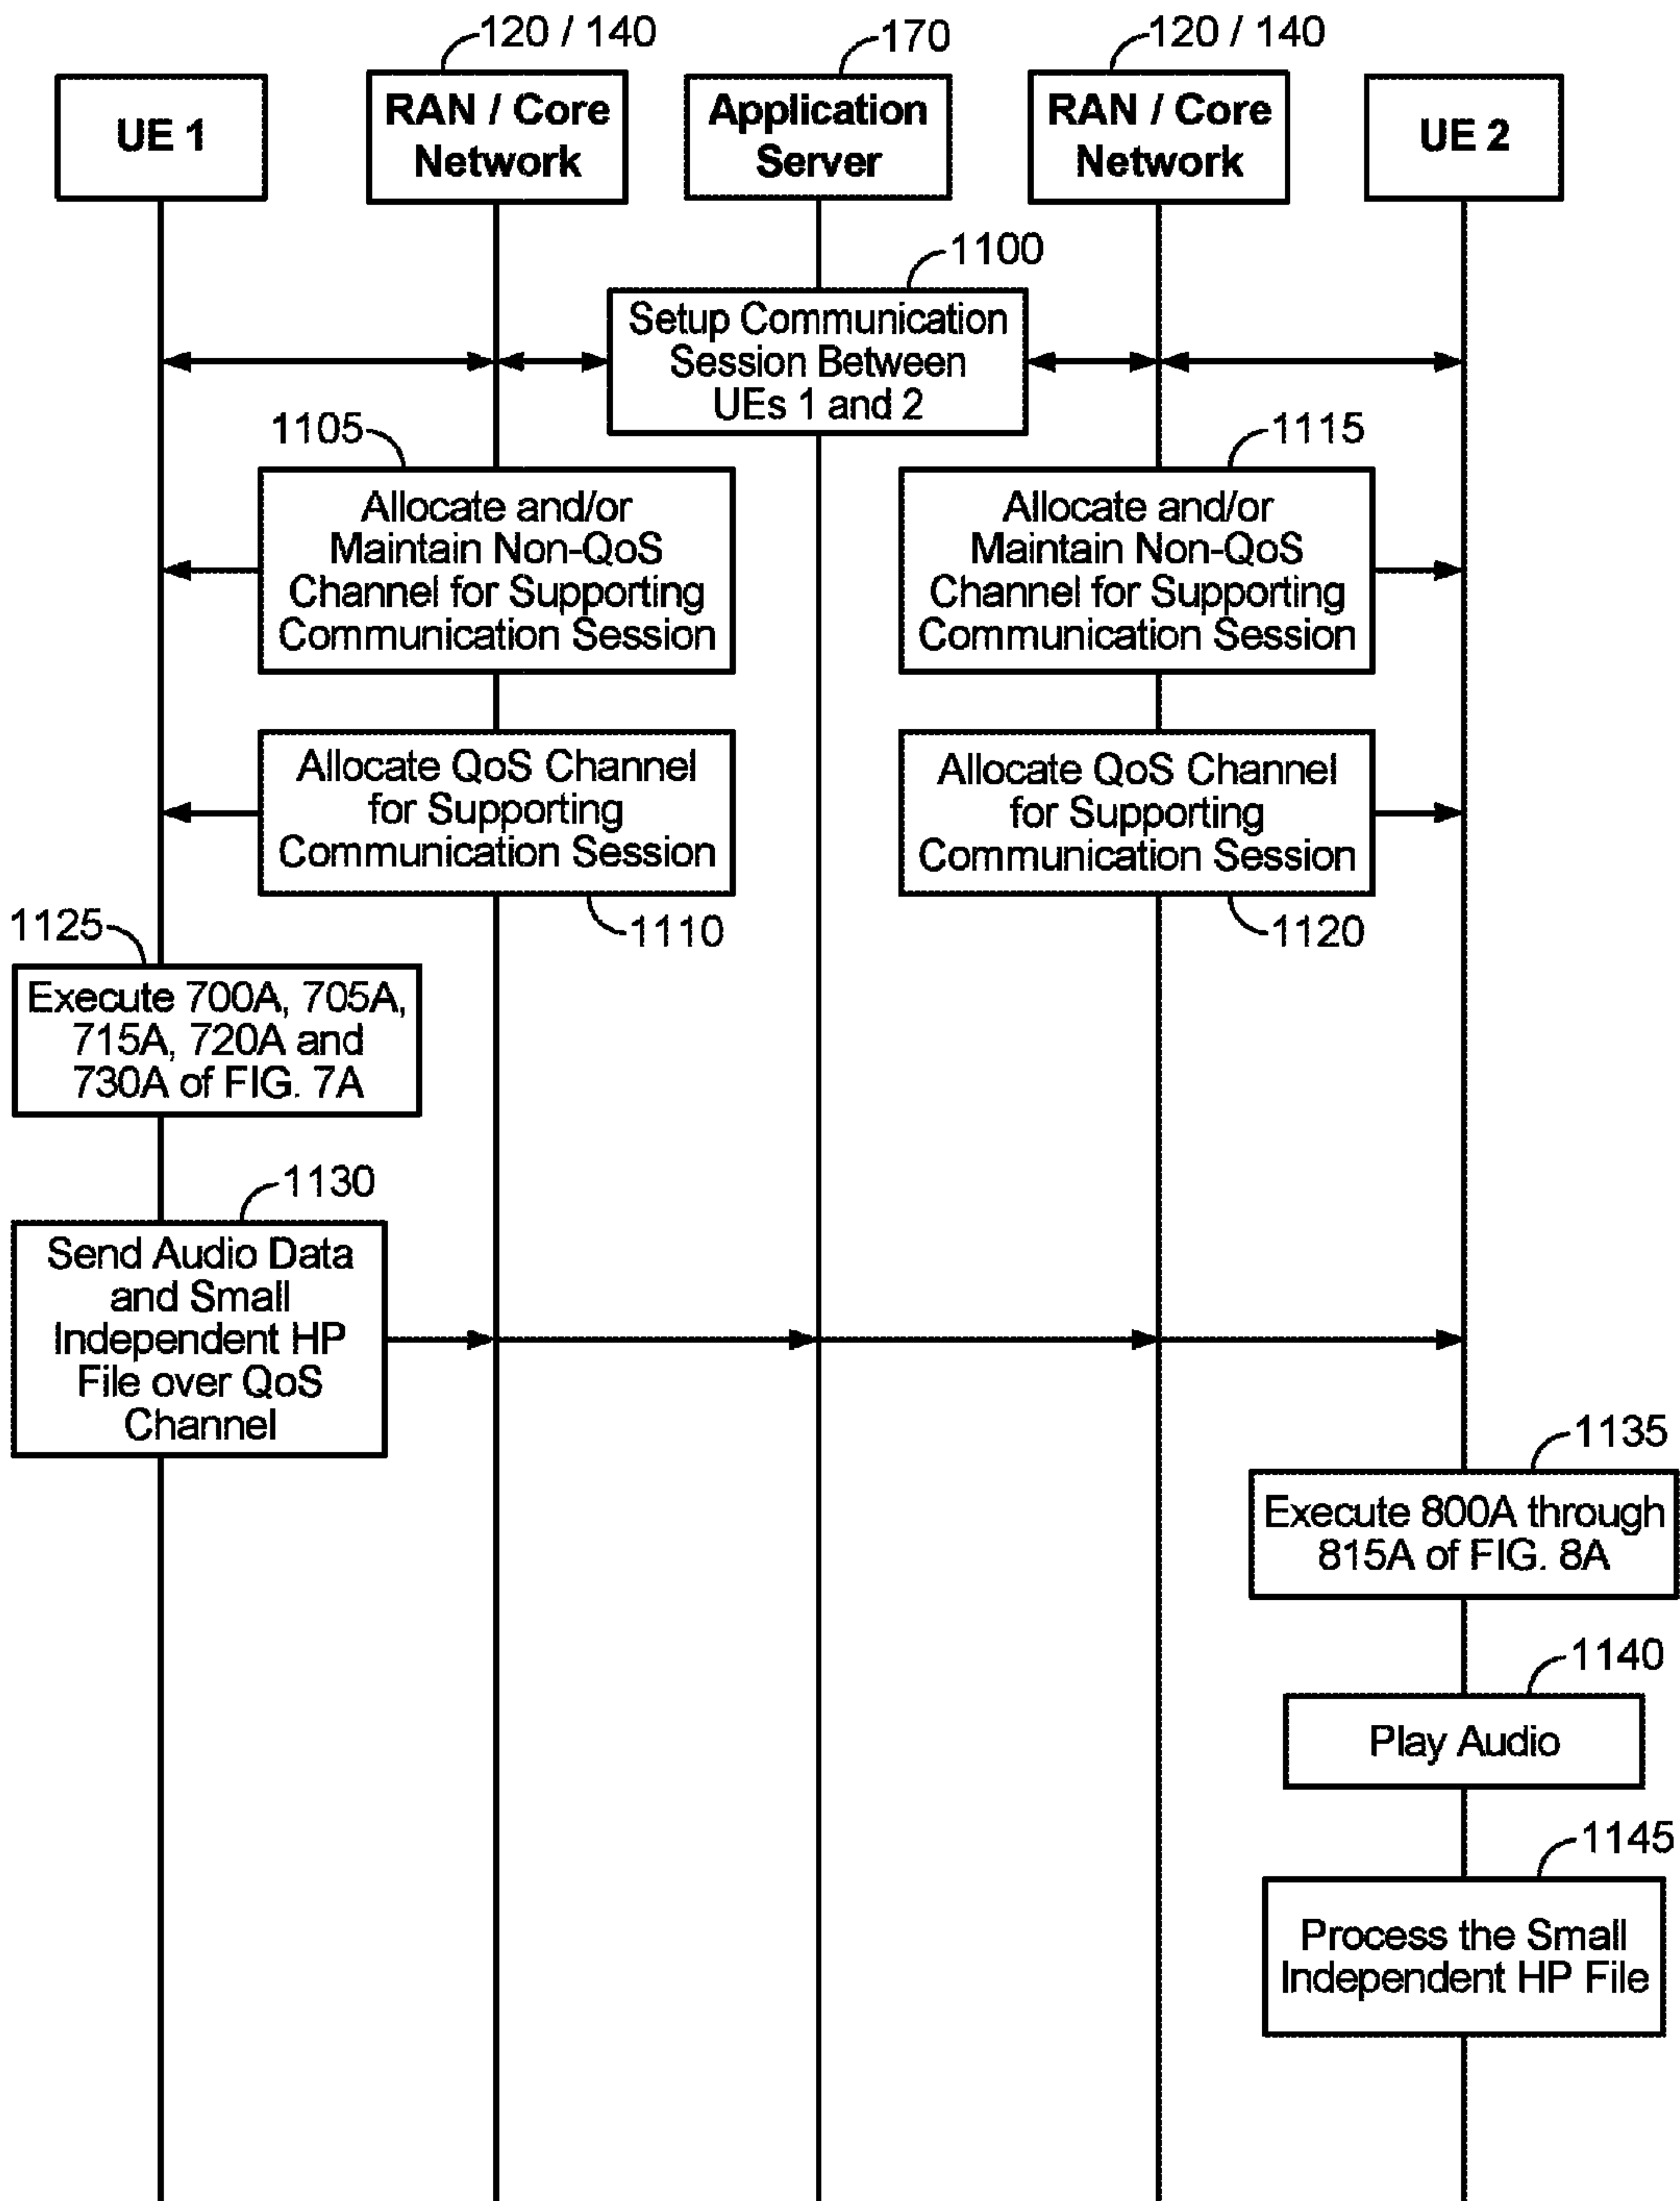 120 / 140
170
120 / 140
UE 1
RAN / Core
Network
Application
Server
RAN / Core
Network
UE 2
1100
Setup Communication
Session Between
UEs 1 and 2
1105
1115
Allocate and/or
Maintain Non-QoS
Channel for Supporting
Communication Session
Allocate and/or
Maintain Non-QoS
Channel for Supporting
Communication Session
Allocate QoS Channel
for Supporting
Communication Session
Allocate QoS Channel
for Supporting
Communication Session
1110
1120
1125
Execute 700A, 705A,
715A, 720A and
730A of FIG. 7A
1130
Send Audio Data
and Small
Independent HP
File over QoS
Channel
1135
Execute 800A through
815A of FIG. 8A
1140
Play Audio
1145
Process the Small
Independent HP File